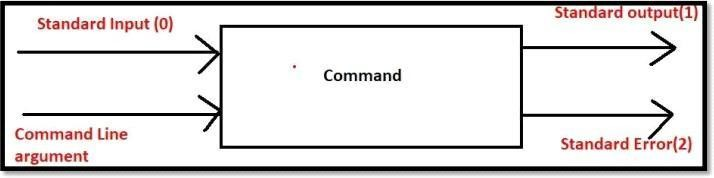 Standard Input (0)
Standard output(1)
Command
Command Line
argument
Standard Error(2)